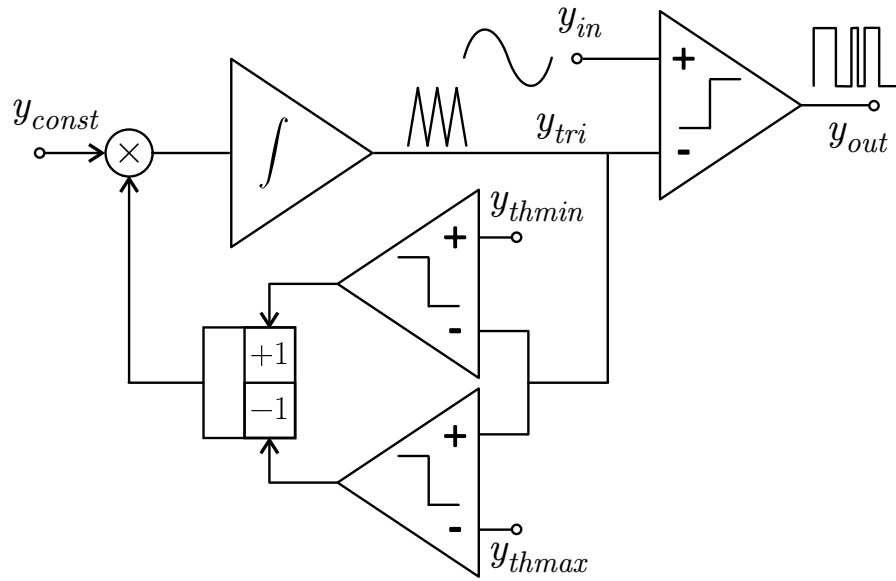 y_in
y_const
×
∫
y_tri
+
-
y_out
y_thmin
+
-
+1
-1
+
-
y_thmax